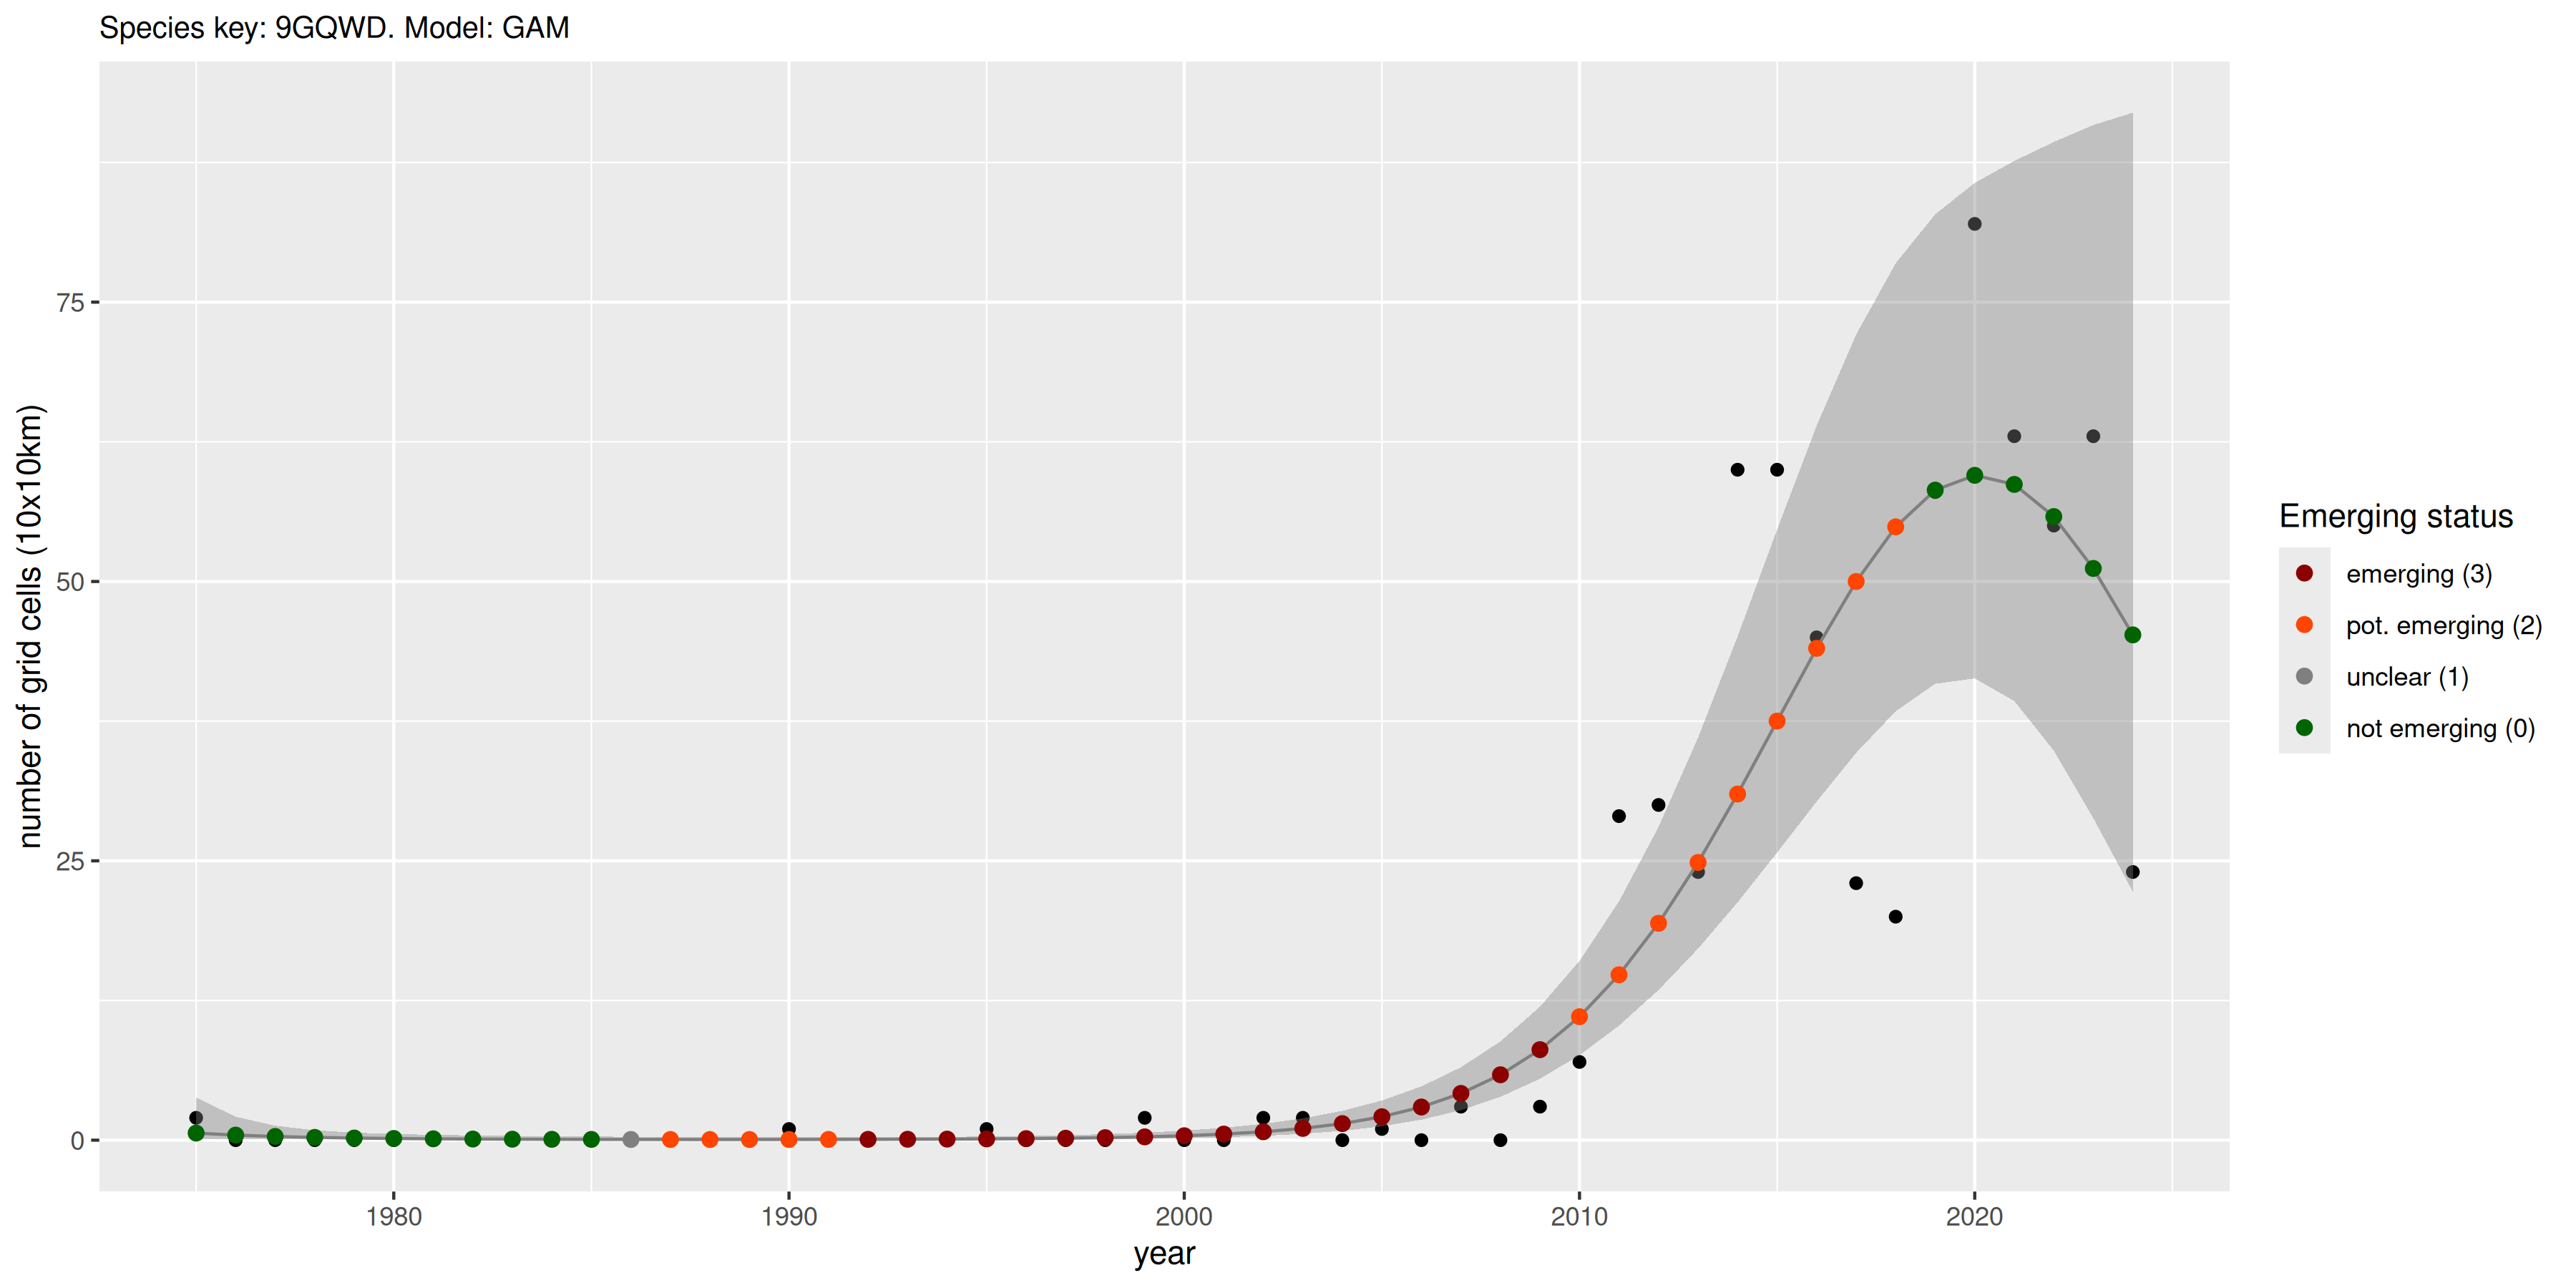 Species key: 9GQWD. Model: GAM
number of grid cells (10x10km)
75
50
25
0
1980
1990
2000
2010
2020
year
Emerging status
emerging (3)
pot. emerging (2)
unclear (1)
not emerging (0)